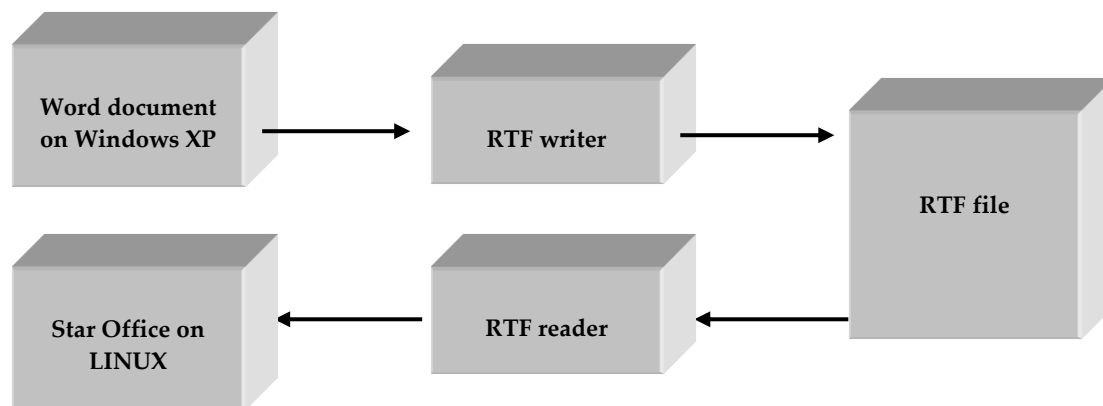 Word document
on Windows XP
RTF writer
RTF file
Star Office on
LINUX
RTF reader